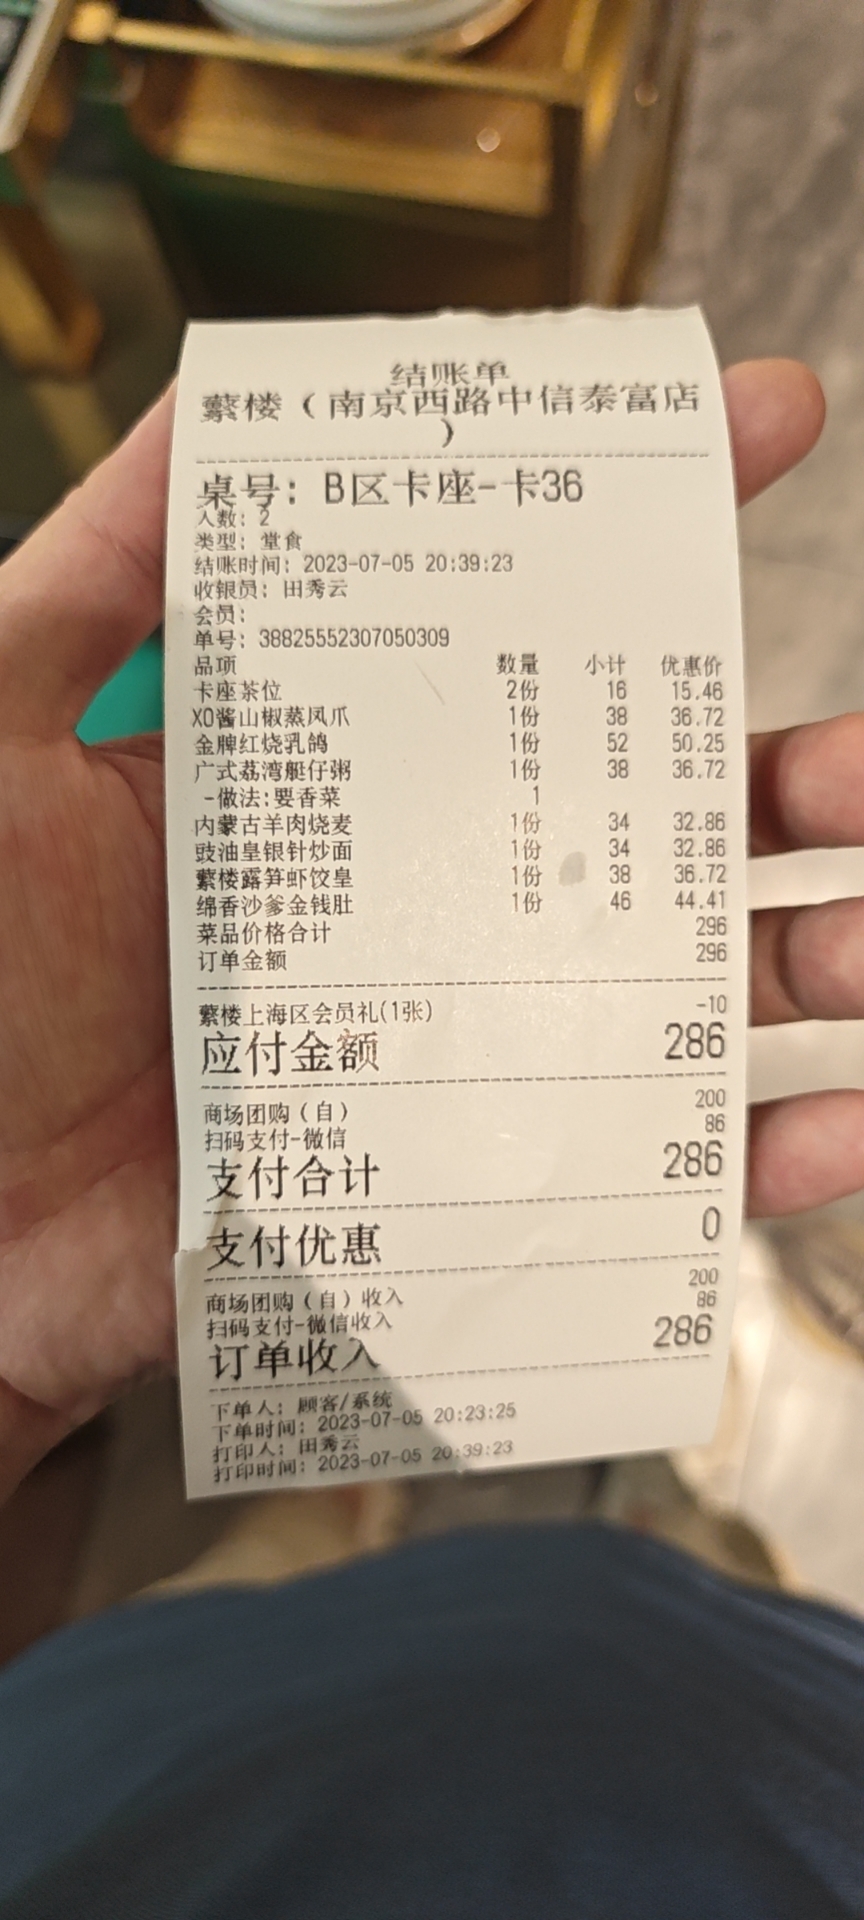 结账单
蘩楼（南京西路中信泰富店
）
桌号: B区卡座-卡36
人数: 2
类型: 堂食
结账时间: 2023-07-05 20:39:23
收银员: 田秀云
会员:
单号: 38825552307050309
品项 数量 小计 优惠价
卡座茶位 2份 16 15.46
XO酱山椒蒸凤爪 1份 38 36.72
金牌红烧乳鸽 1份 52 50.25
广式荔湾艇仔粥 1份 38 36.72
-做法:要香菜 1
内蒙古羊肉烧麦 1份 34 32.86
豉油皇银针炒面 1份 34 32.86
蘩楼露笋虾饺皇 1份 38 36.72
绵香沙爹金钱肚 1份 46 44.41
菜品价格合计 296
订单金额 296
蘩楼上海区会员礼(1张) -10
应付金额 286
商场团购（自） 200
扫码支付-微信 86
支付合计 286
支付优惠 0
商场团购（自）收入 200
扫码支付-微信收入 86
订单收入 286
下单人: 顾客/系统
下单时间: 2023-07-05 20:23:25
打印人: 田秀云
打印时间: 2023-07-05 20:39:23